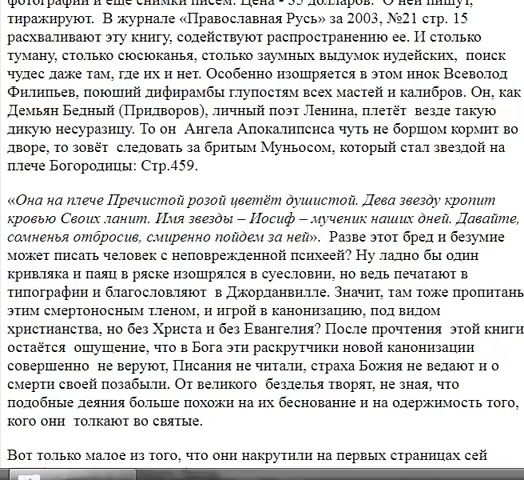 фотографии и еще снимки писем. Цена - 35 долларов.  О ней пишут,
тиражируют.  В журнале «Православная Русь» за 2003, №21 стр. 15
расхваливают эту книгу, содействуют распространению ее. И столько
туману, столько сюсюканья, столько заумных выдумок иудейских,  поиск
чудес даже там, где их и нет. Особенно изощряется в этом инок Всеволод
Филипьев, поющий дифирамбы глупостям всех мастей и калибров. Он, как
Демьян Бедный (Придворов), личный поэт Ленина, плетёт  везде такую
дикую несуразицу. То он  Ангела Апокалипсиса чуть не борщом кормит во
дворе, то зовёт  следовать за бритым Муньосом, который стал звездой на
плече Богородицы: Стр.459.
«Она на плече Пречистой розой цветёт душистой. Дева звезду кропит
кровью Своих ланит. Имя звезды – Иосиф – мученик наших дней. Давайте,
сомненья отбросив, смиренно пойдем за ней».  Разве этот бред и безумие
может писать человек с неповрежденной психеей? Ну ладно бы один
кривляка и паяц в ряске изощрялся в суесловии, но ведь печатают в
типографии и благословляют  в Джорданвилле. Значит, там тоже пропитаны
этим смертоносным тленом, и игрой в канонизацию, под видом
христианства, но без Христа и без Евангелия? После прочтения  этой книги
остаётся  ощущение, что в Бога эти раскрутчики новой канонизации
совершенно  не веруют, Писания не читали, страха Божия не ведают и о
смерти своей позабыли. От великого  безделья творят, не зная, что
подобные деяния больше похожи на их беснование и на одержимость того,
кого они  толкают во святые.
Вот только малое из того, что они накрутили на первых страницах сей